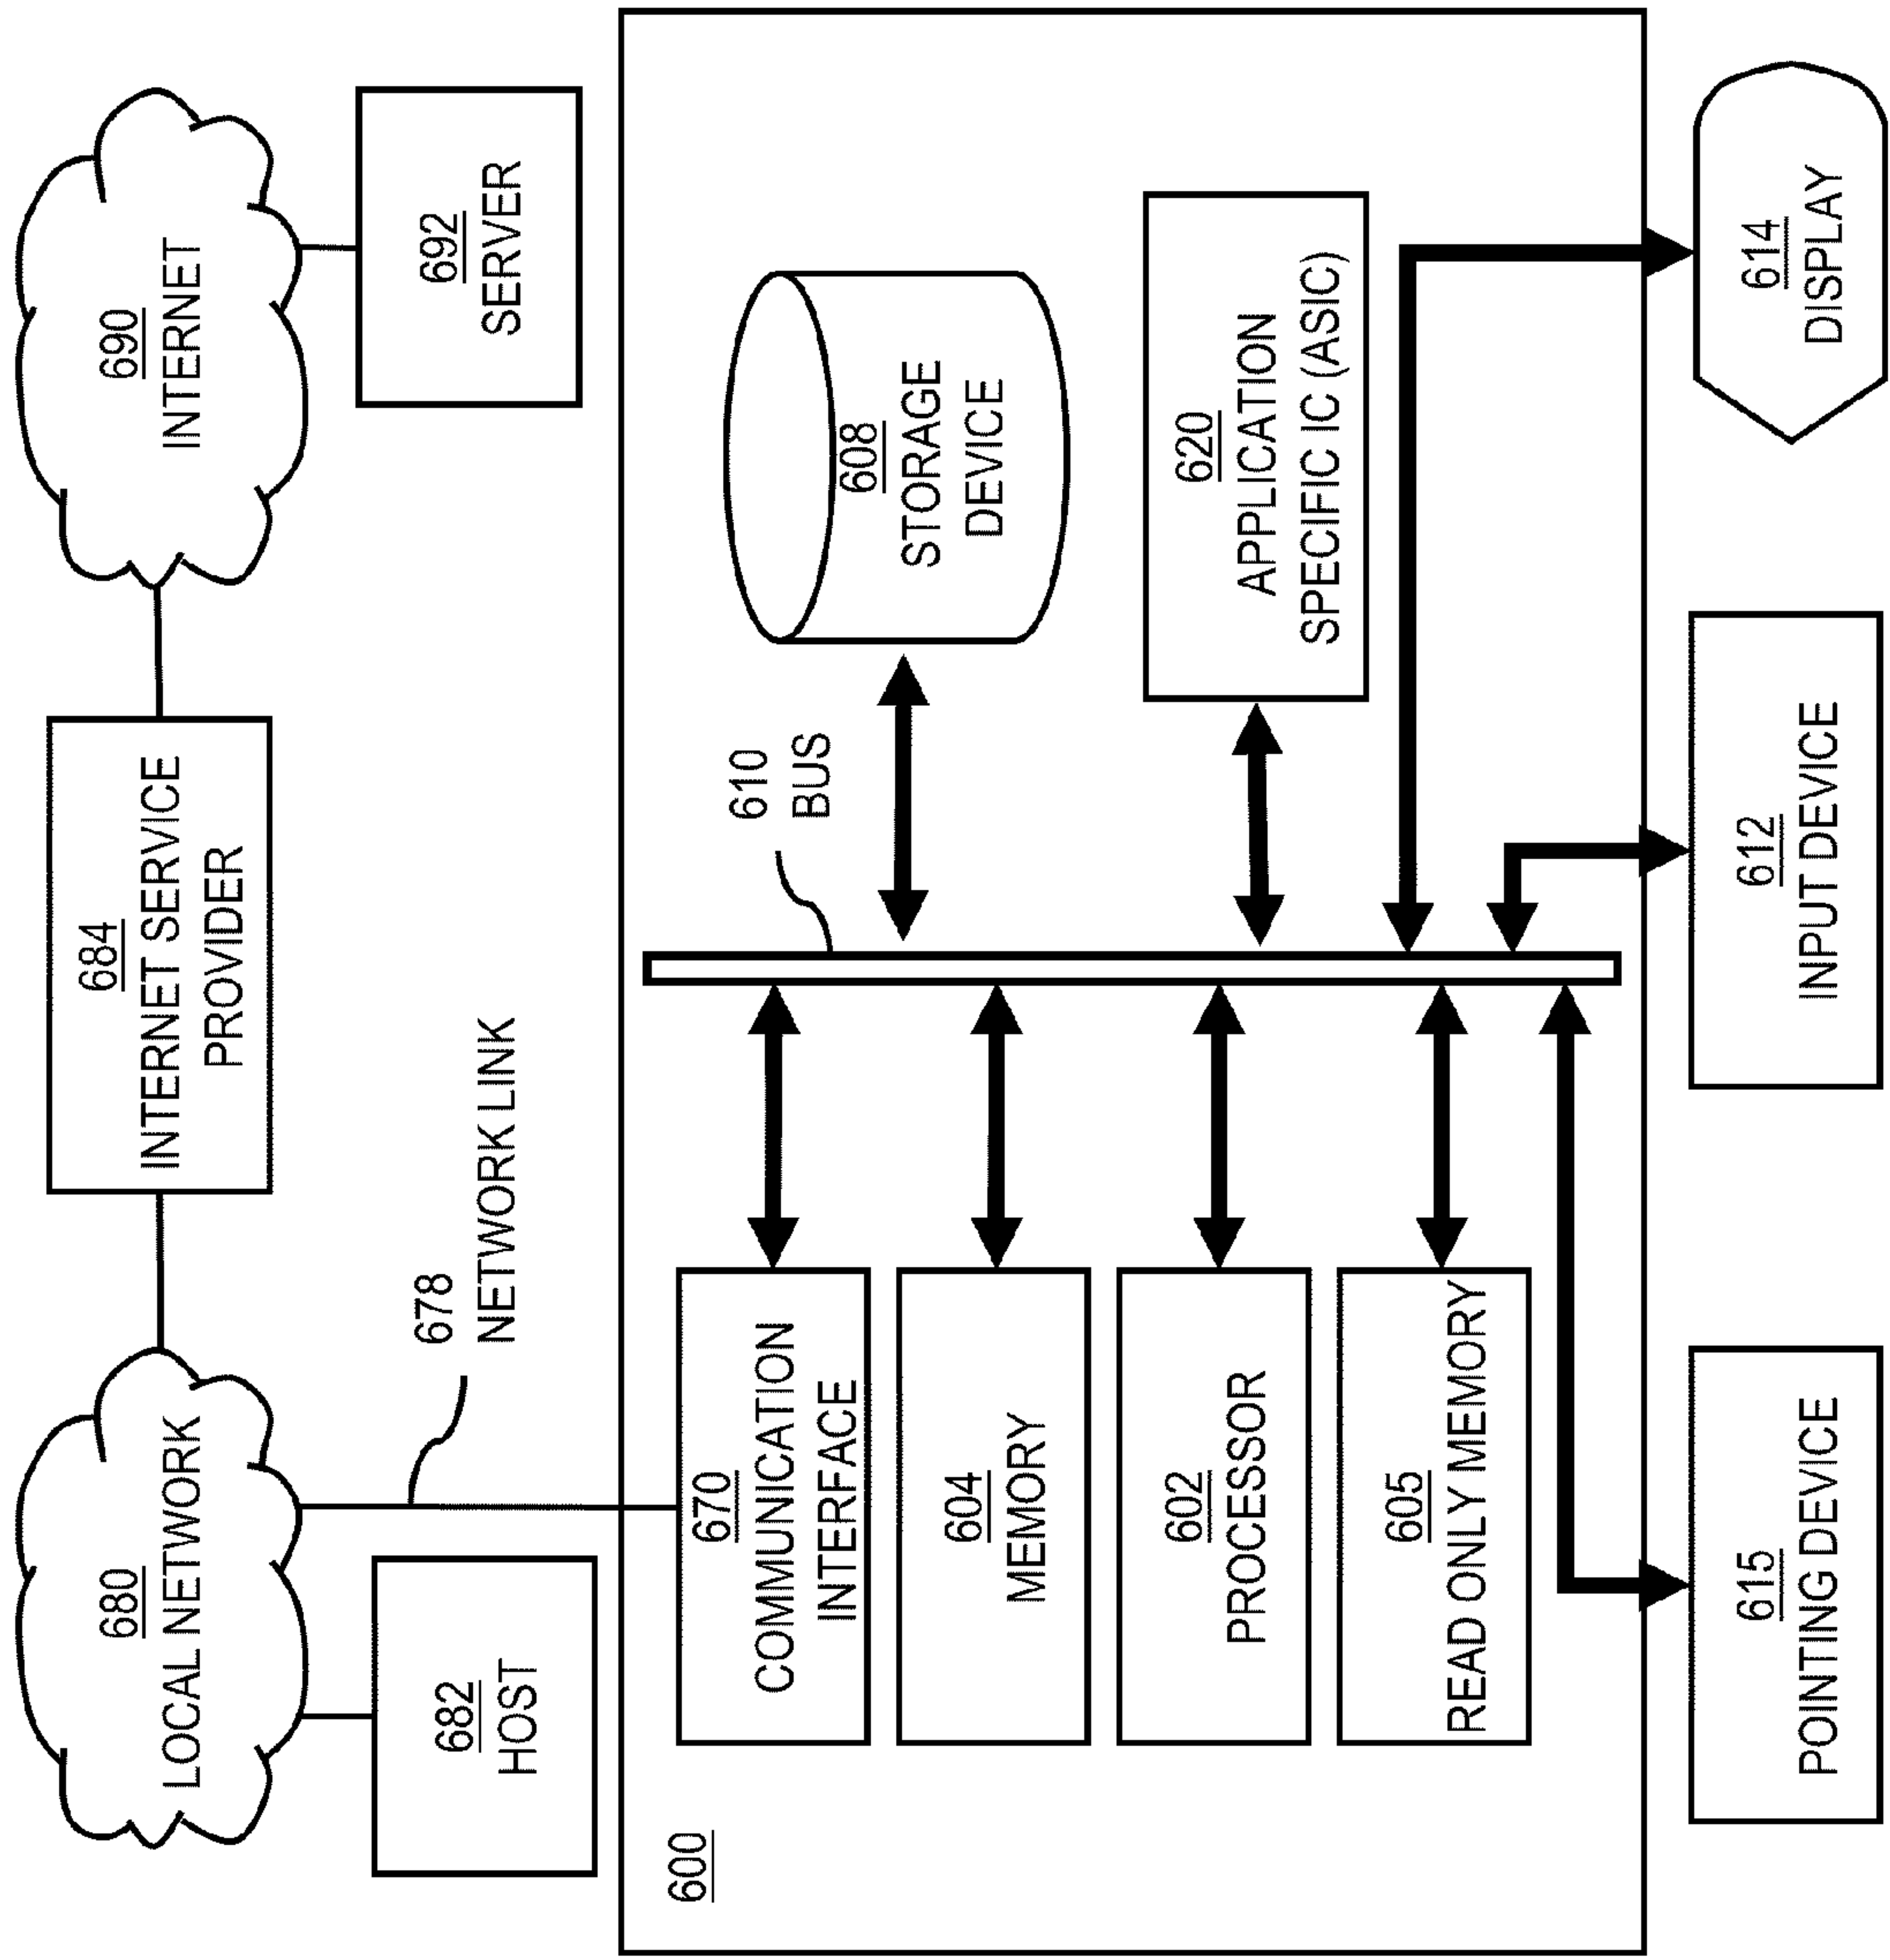 680
LOCAL NETWORK
684
INTERNET SERVICE
PROVIDER
690
INTERNET
682
HOST
678
NETWORK LINK
692
SERVER
600
670
COMMUNICATION
INTERFACE
604
MEMORY
602
PROCESSOR
605
READ ONLY MEMORY
610
BUS
608
STORAGE
DEVICE
620
APPLICATION
SPECIFIC IC (ASIC)
615
POINTING DEVICE
612
INPUT DEVICE
614
DISPLAY